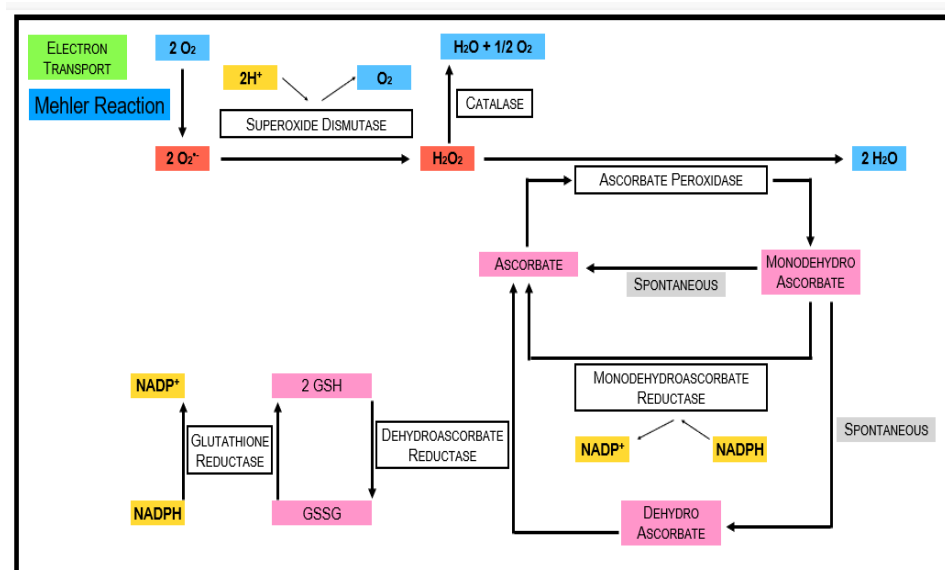 ELECTRON
TRANSPORT
2 O₂
H₂O + 1/2 O₂
2H⁺
O₂
Mehler Reaction
CATALASE
SUPEROXIDE DISMUTASE
2 O₂•-
H₂O₂
2 H₂O
ASCORBATE PEROXIDASE
ASCORBATE
MONODEHYDRO
ASCORBATE
SPONTANEOUS
NADP⁺
2 GSH
MONODEHYDROASCORBATE
REDUCTASE
GLUTATHIONE
REDUCTASE
DEHYDROASCORBATE
REDUCTASE
NADP⁺
NADPH
SPONTANEOUS
NADPH
GSSG
DEHYDRO
ASCORBATE